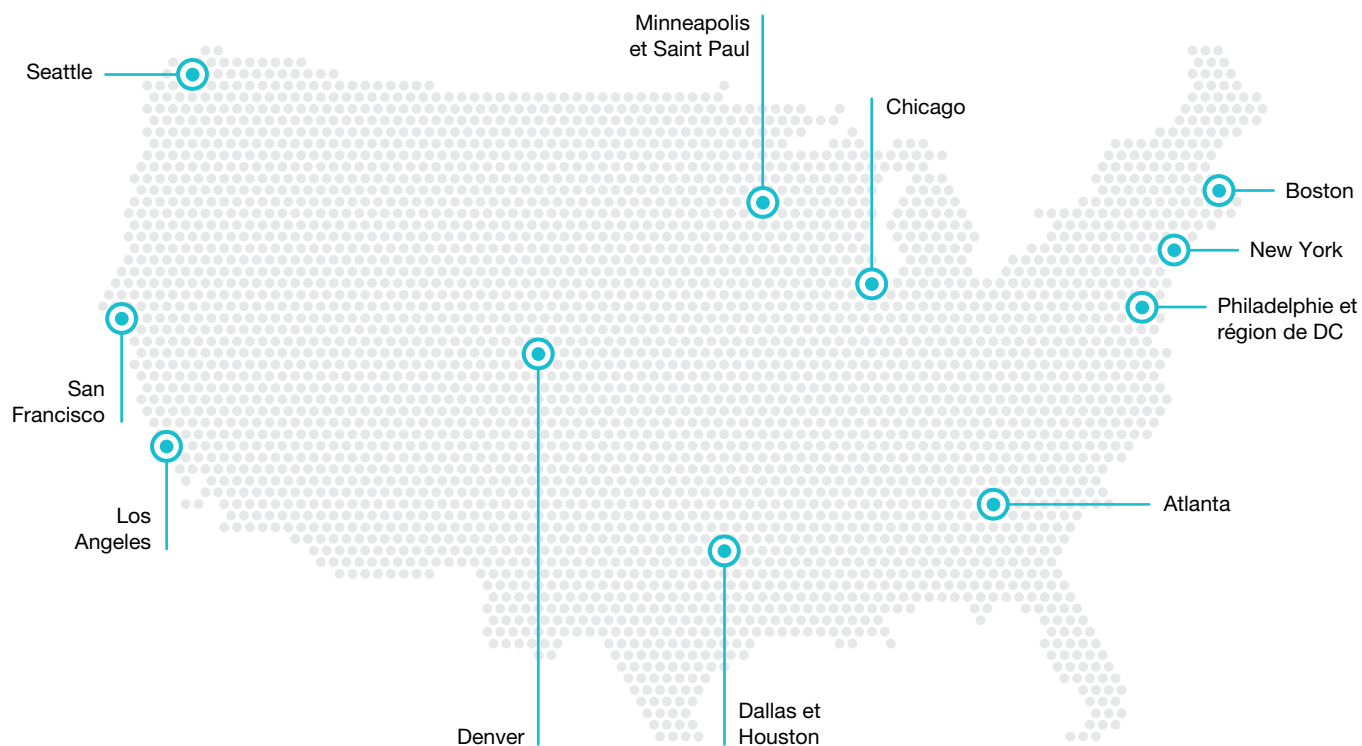 Minneapolis
et Saint Paul
Seattle
Chicago
Boston
New York
Philadelphie et
région de DC
San
Francisco
Los
Angeles
Atlanta
Denver
Dallas et
Houston